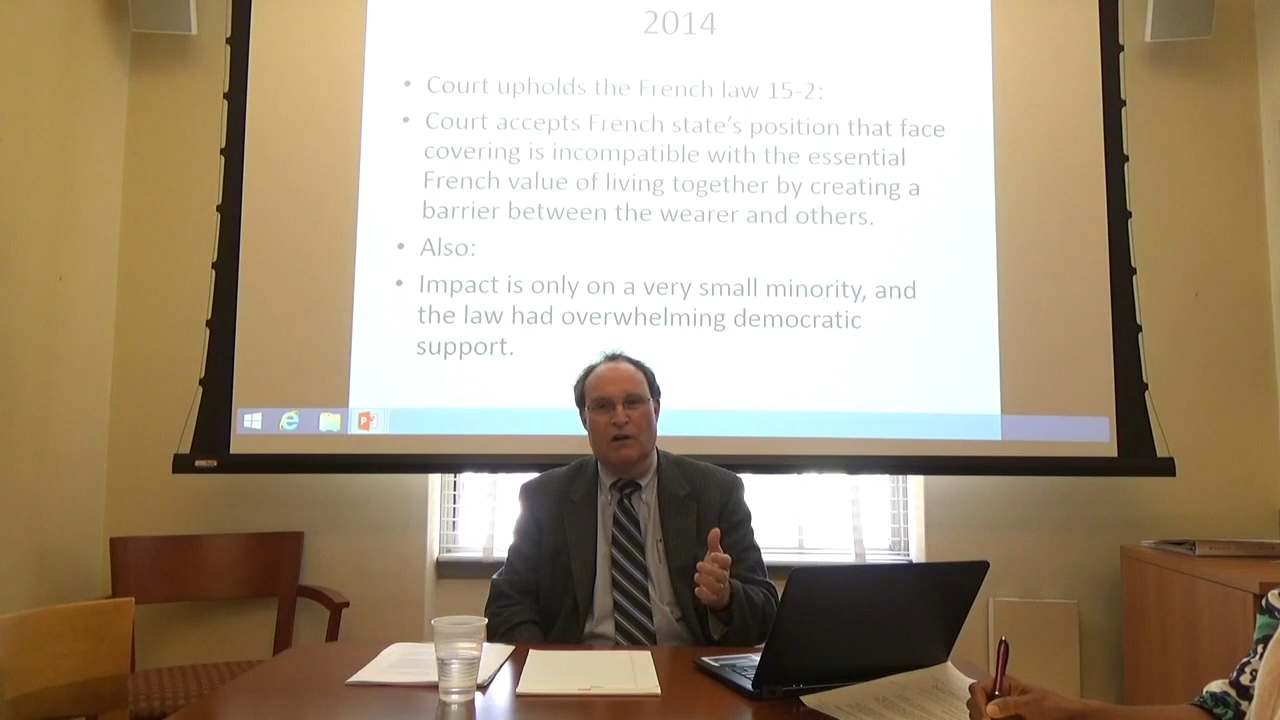 2014
• Court upholds the French law 15-2:
• Court accepts French state's position that face
covering is incompatible with the essential
French value of living together by creating a
barrier between the wearer and others.
• Also:
• Impact is only on a very small minority, and
the law had overwhelming democratic
support.